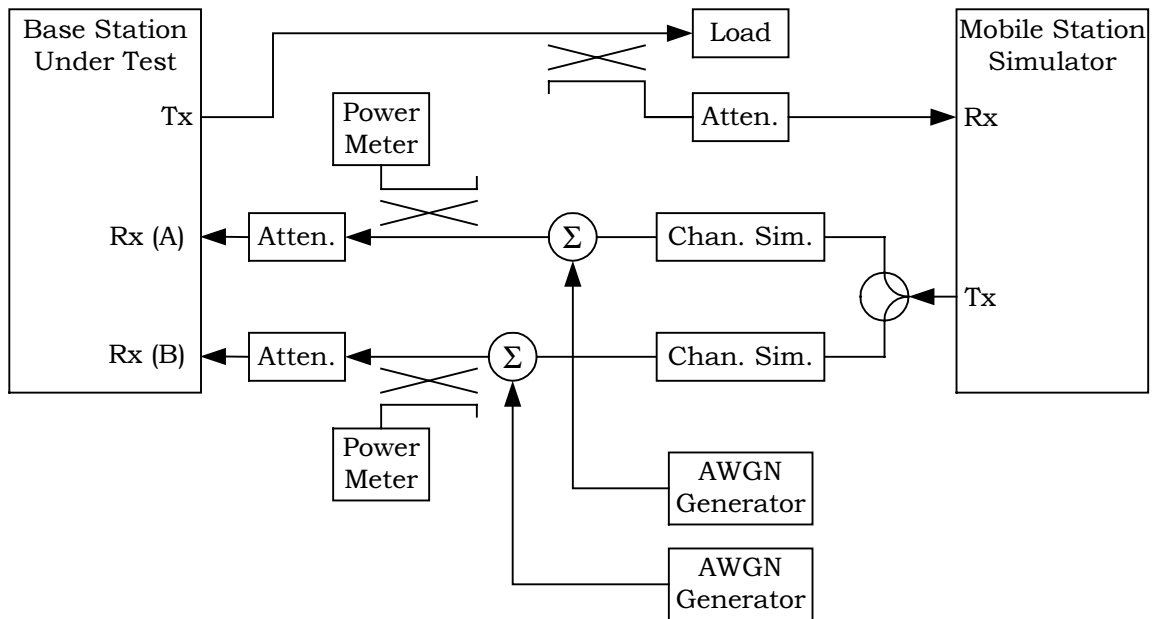 Base Station
Under Test
Load
Mobile Station
Simulator
Tx
Power
Meter
Atten.
Rx
Rx (A)
Atten.
Σ
Chan. Sim.
Tx
Rx (B)
Atten.
Σ
Chan. Sim.
Power
Meter
AWGN
Generator
AWGN
Generator